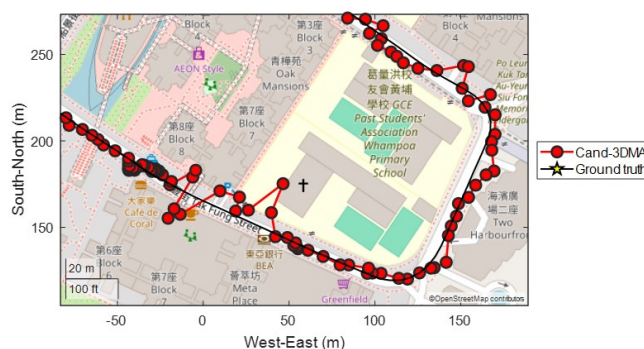 South-North (m)
250
200
150
-50
0
50
100
150
West-East (m)
Cand-3DMA
Ground truth
Block
4
AEON Style
第3座
Block
3
青樺苑
Oak
Mansions
第7座
Block
7
第8座
Block
8
大家樂
Café de
Coral
第6座
Block
6
第7座
Block
7
Fung Street
東亞銀行
BEA
薈萃坊
Meta
Place
Greenfield
葛量洪校
友會黃埔
學校 GCE
Past Students'
Association
Whampoa
Primary
School
Mansions
Block
4
Po Leung
Kuk Tam
Au-Yeung
Siu Fong
Memorial
海濱廣
場二座
Two
Harbourfront
20 m
100 ft
©OpenStreetMap contributors